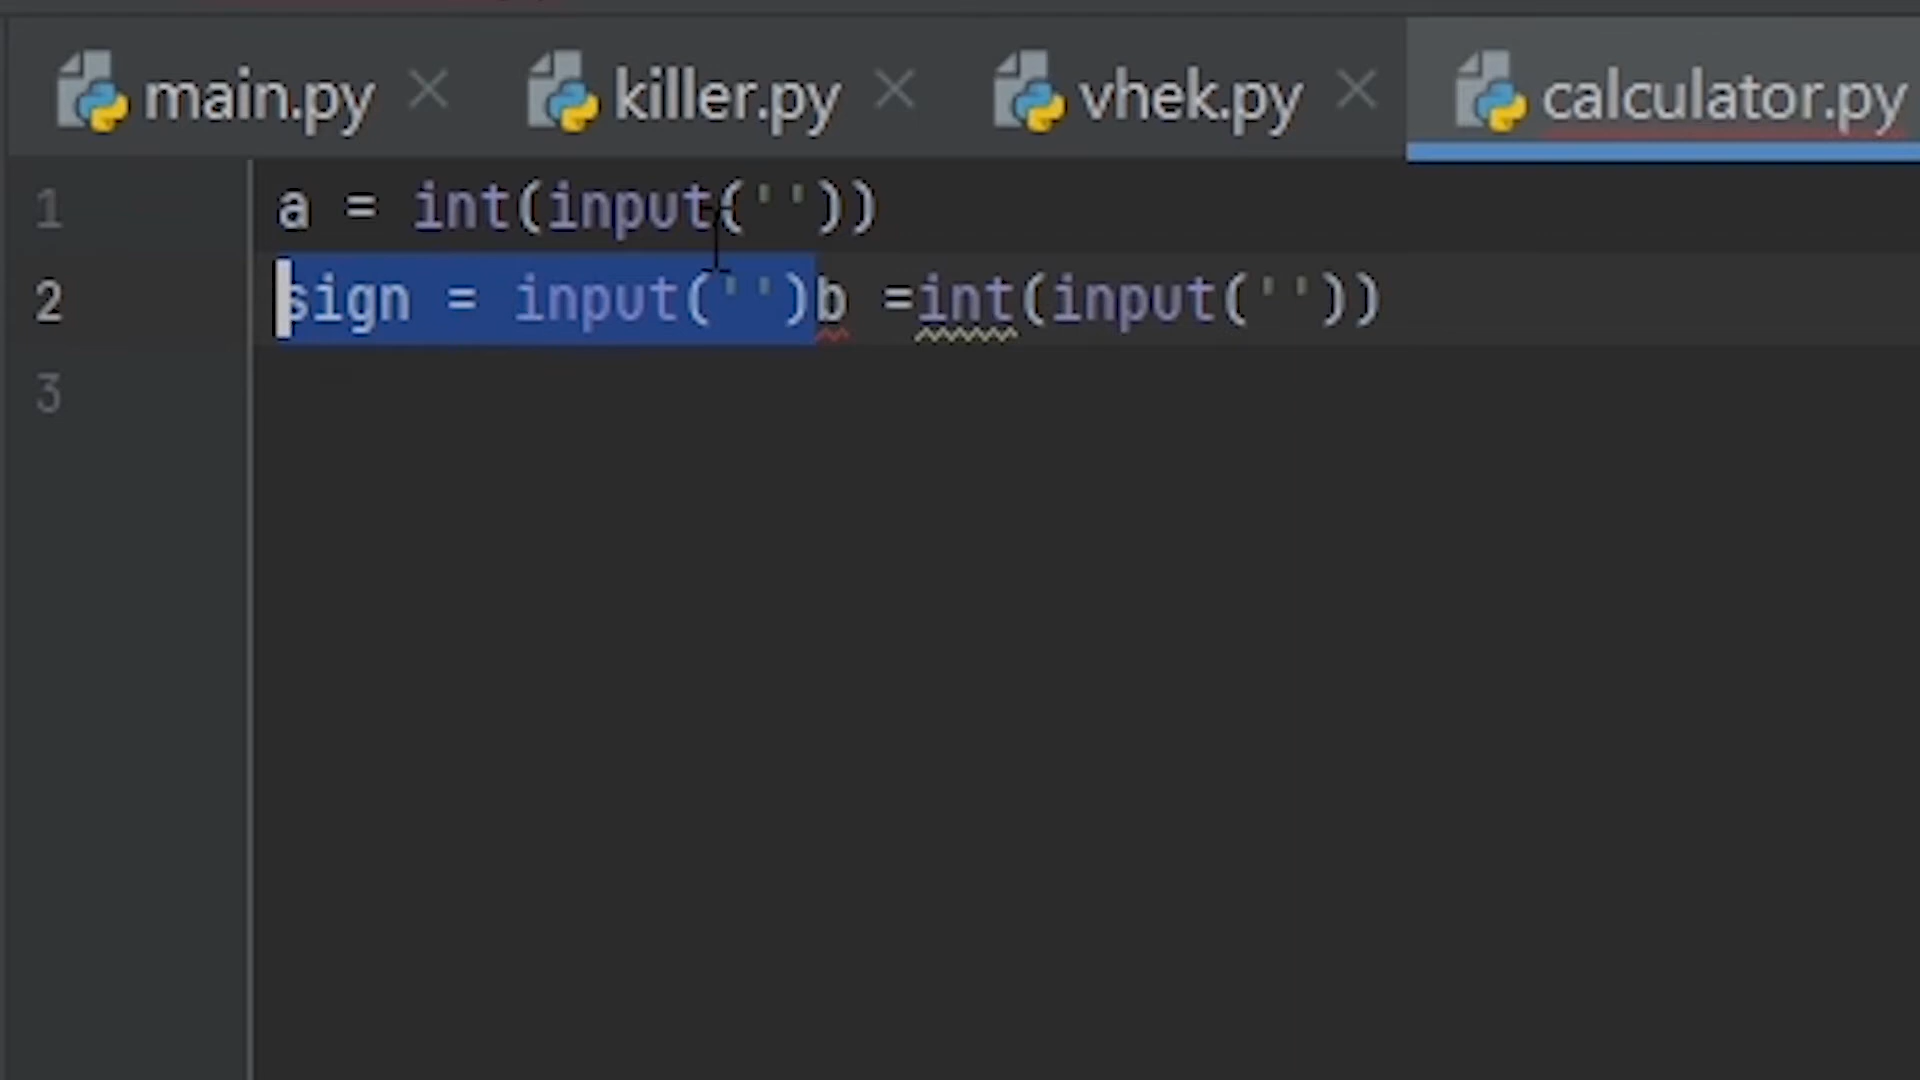 main.py killer.py vhek.py calculator.py
1 a = int(input(''))
2 sign = input('')b =int(input(''))
3